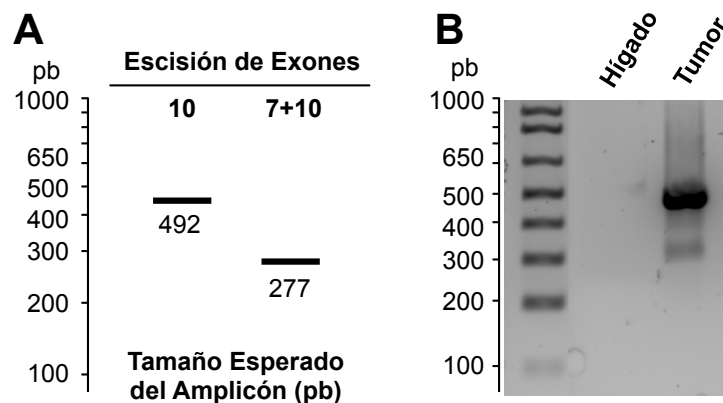 A
pb
Escisión de Exones
10
7+10
1000
650
500
400
300
200
100
492
277
Tamaño Esperado
del Amplicón (pb)
B
pb
Hígado
Tumor
1000
650
500
400
300
200
100